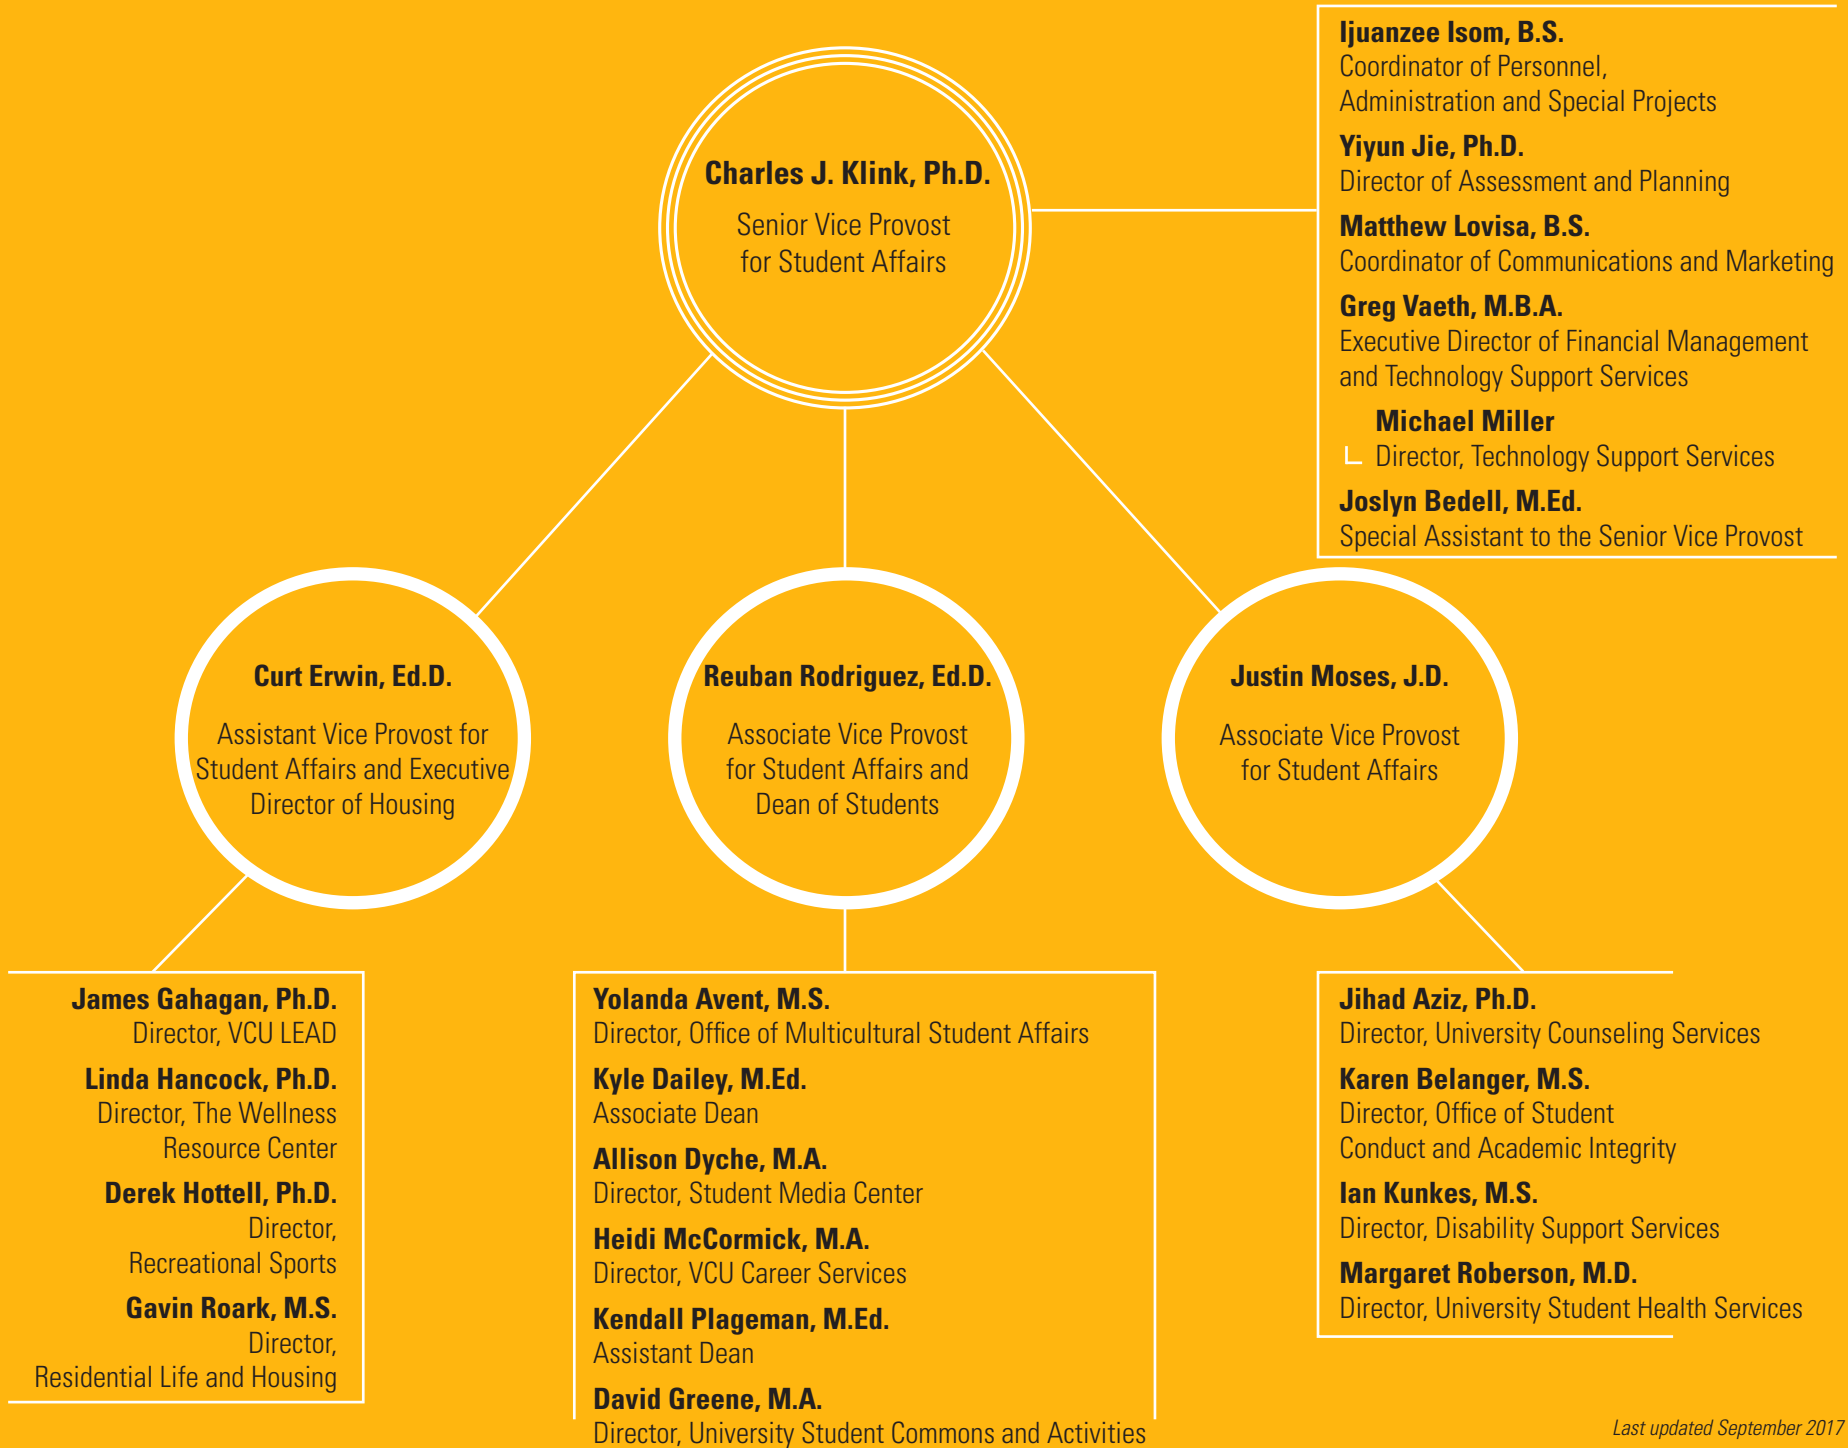 Charles J. Klink, Ph.D.
Senior Vice Provost
for Student Affairs
Ijuanzee Isom, B.S.
Coordinator of Personnel,
Administration and Special Projects
Yiyun Jie, Ph.D.
Director of Assessment and Planning
Matthew Lovisa, B.S.
Coordinator of Communications and Marketing
Greg Vaeth, M.B.A.
Executive Director of Financial Management
and Technology Support Services
Michael Miller
Director, Technology Support Services
Joslyn Bedell, M.Ed.
Special Assistant to the Senior Vice Provost
Curt Erwin, Ed.D.
Assistant Vice Provost for
Student Affairs and Executive
Director of Housing
Reuban Rodriguez, Ed.D.
Associate Vice Provost
for Student Affairs and
Dean of Students
Justin Moses, J.D.
Associate Vice Provost
for Student Affairs
James Gahagan, Ph.D.
Director, VCU LEAD
Linda Hancock, Ph.D.
Director, The Wellness
Resource Center
Derek Hottell, Ph.D.
Director,
Recreational Sports
Gavin Roark, M.S.
Director,
Residential Life and Housing
Yolanda Avent, M.S.
Director, Office of Multicultural Student Affairs
Kyle Dailey, M.Ed.
Associate Dean
Allison Dyche, M.A.
Director, Student Media Center
Heidi McCormick, M.A.
Director, VCU Career Services
Kendall Plageman, M.Ed.
Assistant Dean
David Greene, M.A.
Director, University Student Commons and Activities
Jihad Aziz, Ph.D.
Director, University Counseling Services
Karen Belanger, M.S.
Director, Office of Student
Conduct and Academic Integrity
Ian Kunkes, M.S.
Director, Disability Support Services
Margaret Roberson, M.D.
Director, University Student Health Services
Last updated September 2017